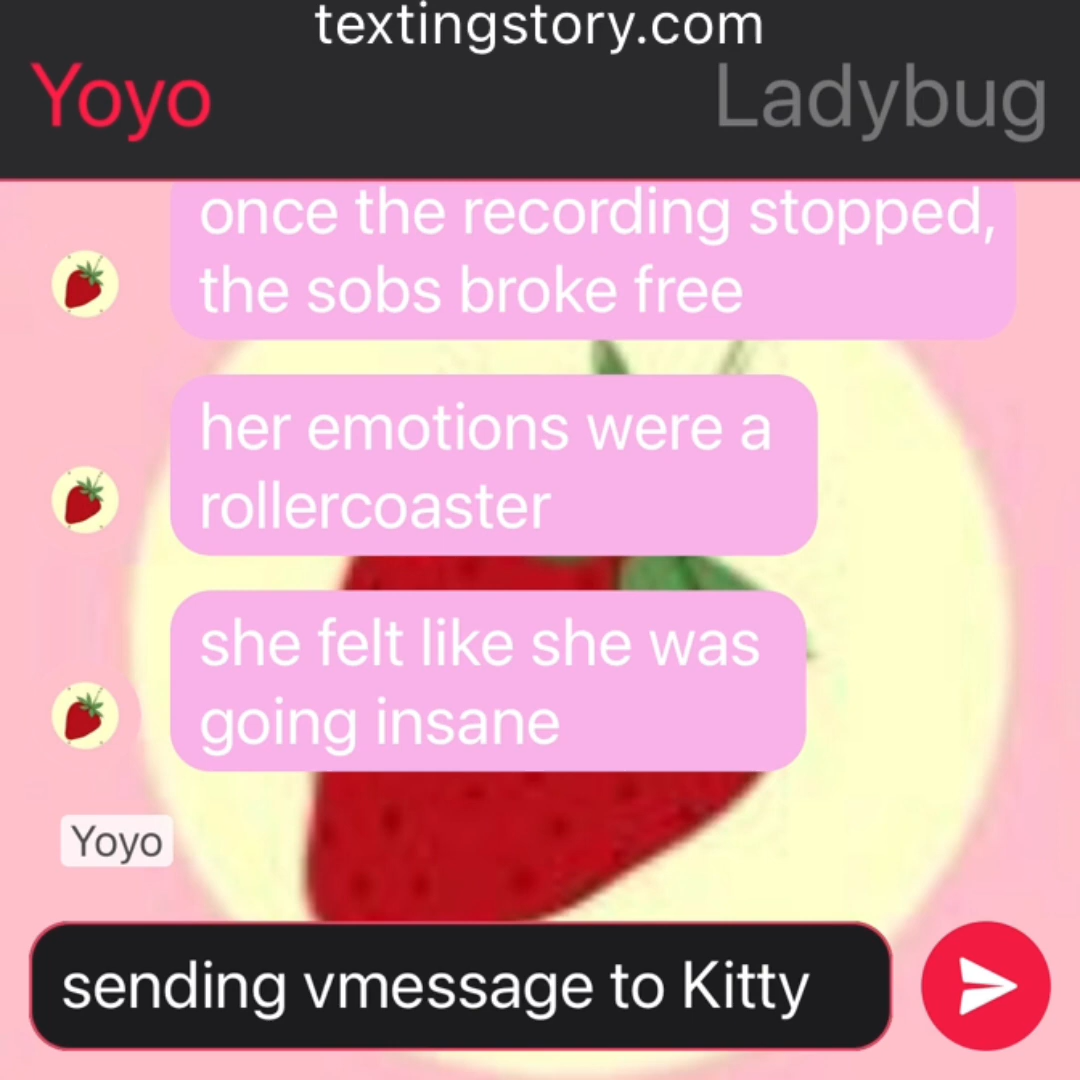 textingstory.com
Yoyo Ladybug
once the recording stopped,
the sobs broke free
her emotions were a
rollercoaster
she felt like she was
going insane
Yoyo
sending vmessage to Kitty